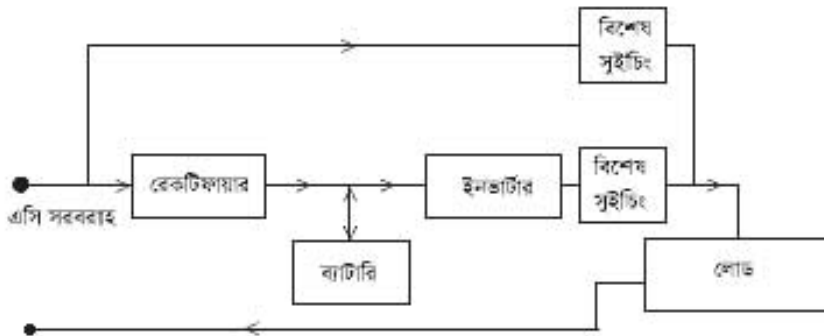 বিশেষ
সুইচিং
রেকটিফায়ার
ইনভার্টার
বিশেষ
সুইচিং
এসি সরবরাহ
ব্যাটারি
লোড